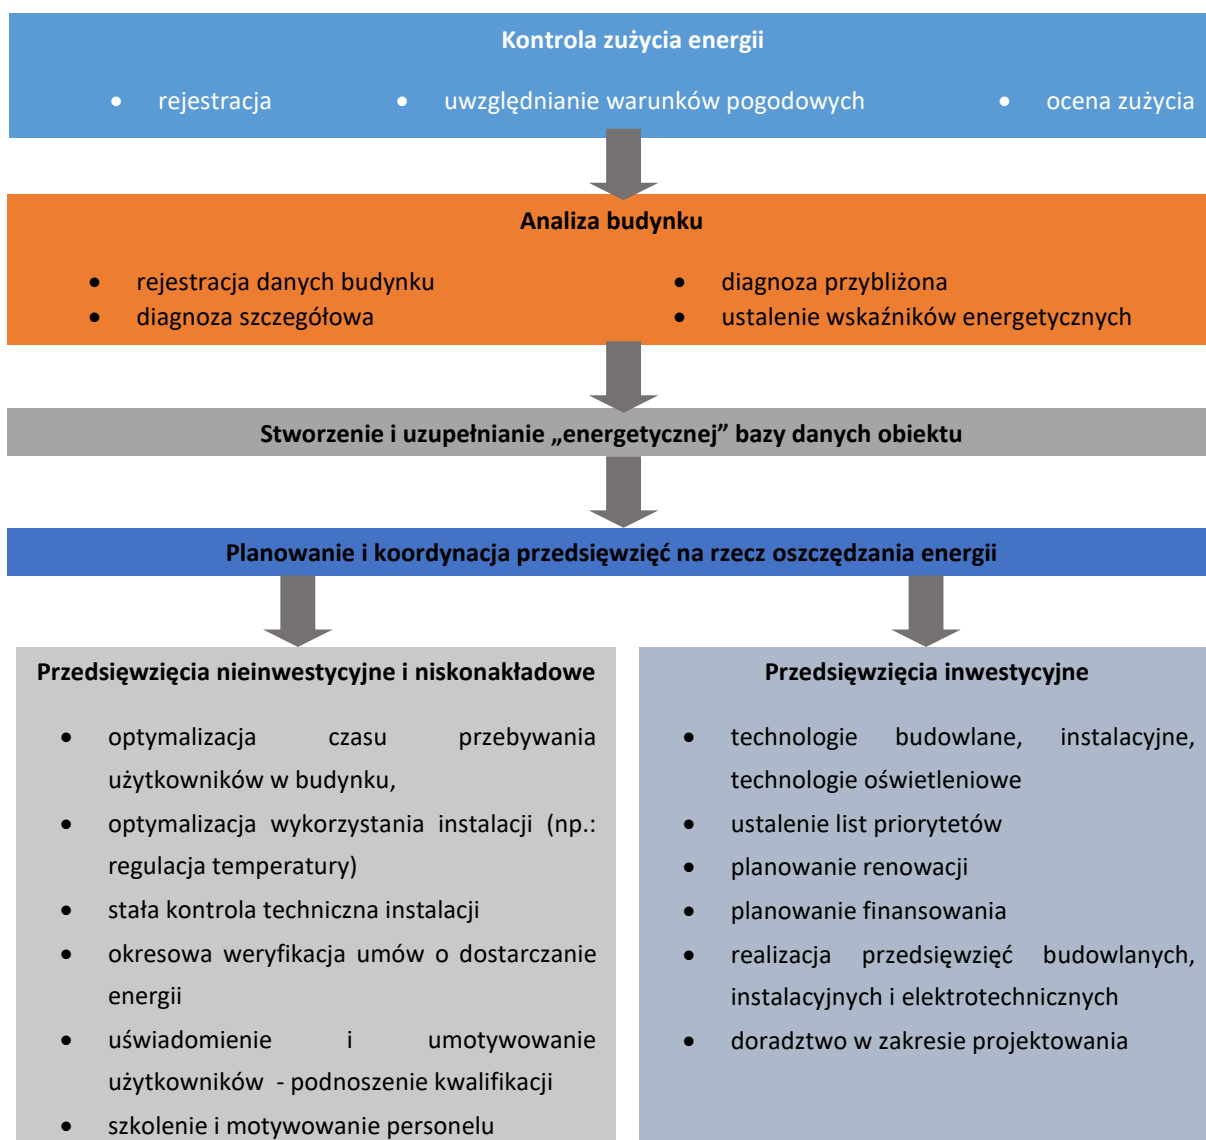 Kontrola zużycia energii
• rejestracja • uwzględnianie warunków pogodowych • ocena zużycia
Analiza budynku
• rejestracja danych budynku • diagnoza przybliżona
• diagnoza szczegółowa • ustalenie wskaźników energetycznych
Stworzenie i uzupełnianie „energetycznej” bazy danych obiektu
Planowanie i koordynacja przedsięwzięć na rzecz oszczędzania energii
Przedsięwzięcia nieinwestycyjne i niskonakładowe
• optymalizacja czasu przebywania
użytkowników w budynku,
• optymalizacja wykorzystania instalacji (np.:
regulacja temperatury)
• stała kontrola techniczna instalacji
• okresowa weryfikacja umów o dostarczanie
energii
• uświadomienie i umotywowanie
użytkowników - podnoszenie kwalifikacji
• szkolenie i motywowanie personelu
Przedsięwzięcia inwestycyjne
• technologie budowlane, instalacyjne,
technologie oświetleniowe
• ustalenie list priorytetów
• planowanie renowacji
• planowanie finansowania
• realizacja przedsięwzięć budowlanych,
instalacyjnych i elektrotechnicznych
• doradztwo w zakresie projektowania